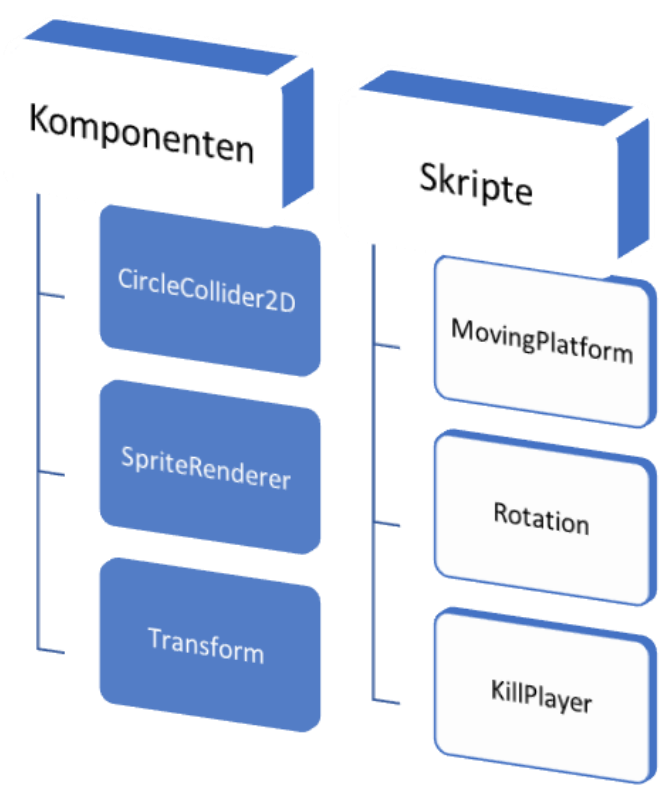 Komponenten
CircleCollider2D
SpriteRenderer
Transform
Skripte
MovingPlatform
Rotation
KillPlayer